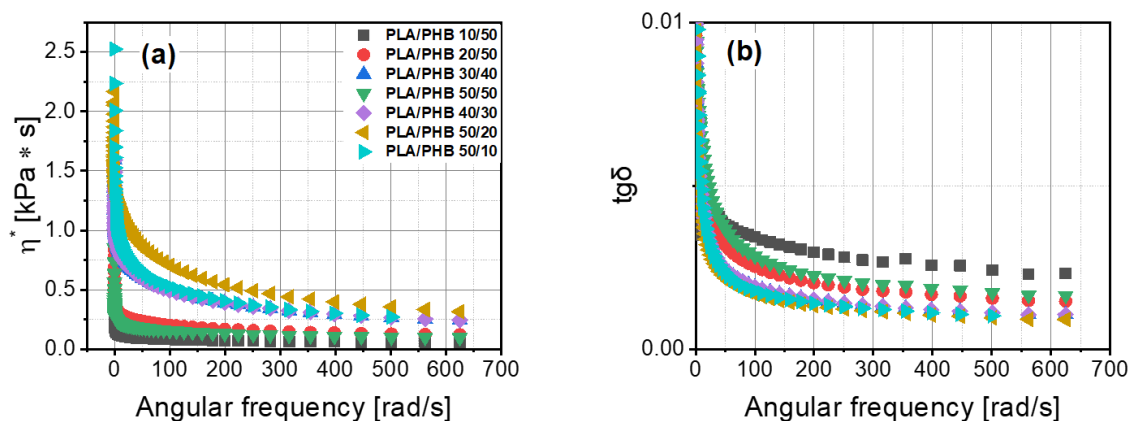 (a)
η* [kPa * s]
2.5
2.0
1.5
1.0
0.5
0.0
PLA/PHB 10/50
PLA/PHB 20/50
PLA/PHB 30/40
PLA/PHB 50/50
PLA/PHB 40/30
PLA/PHB 50/20
PLA/PHB 50/10
0 100 200 300 400 500 600 700
Angular frequency [rad/s]
(b)
tgδ
0.01
0.00
0 100 200 300 400 500 600 700
Angular frequency [rad/s]